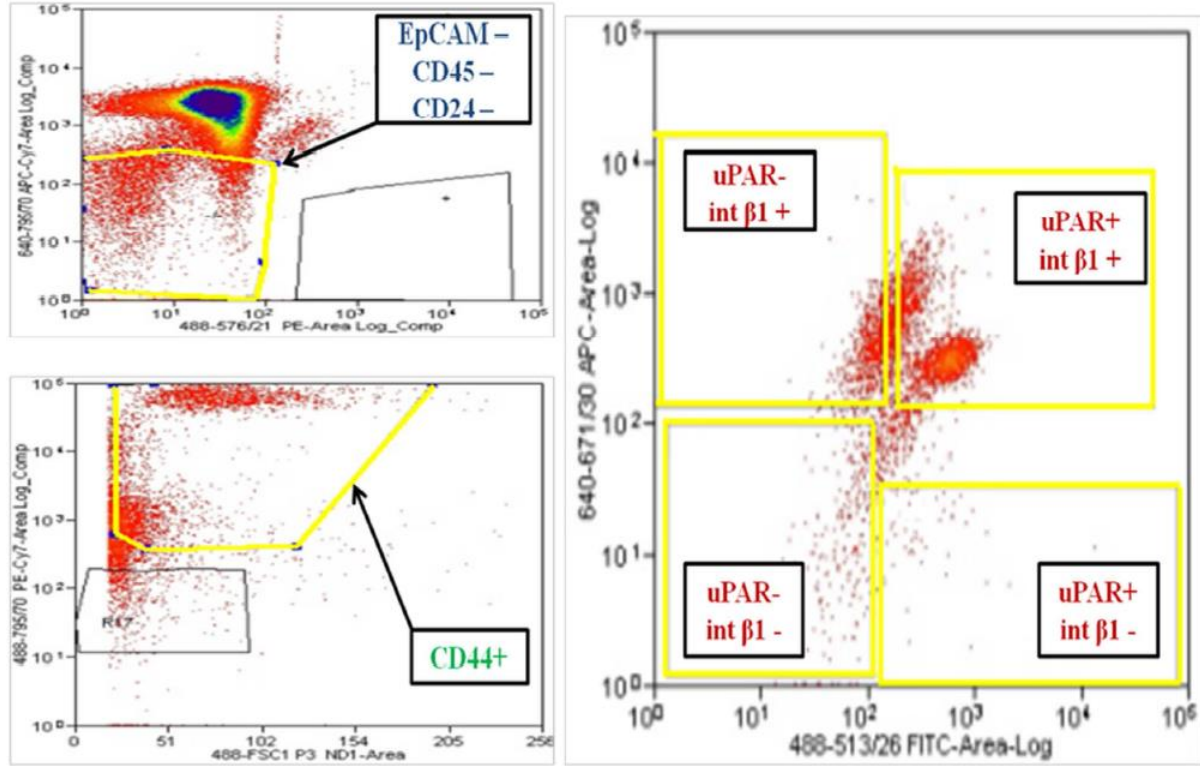 10⁵
10⁴
10³
10²
10¹
10⁰
640-795/70 APC-Cy7-Area Log_Comp
EpCAM –
CD45 –
CD24 –
10⁰ 10¹ 10² 10³ 10⁴ 10⁵
488-576/21 PE-Area Log_Comp
10⁵
10⁴
10³
10²
10¹
10⁰
488-795/70 PE-Cy7-Area Log_Comp
R17
CD44+
0 51 102 154 205 256
488-FSC1 P3 ND1-Area
10⁵
10⁴
10³
10²
10¹
10⁰
640-671/30 APC-Area-Log
uPAR-
int β1 +
uPAR+
int β1 +
uPAR-
int β1 -
uPAR+
int β1 -
10⁰ 10¹ 10² 10³ 10⁴ 10⁵
488-513/26 FITC-Area-Log